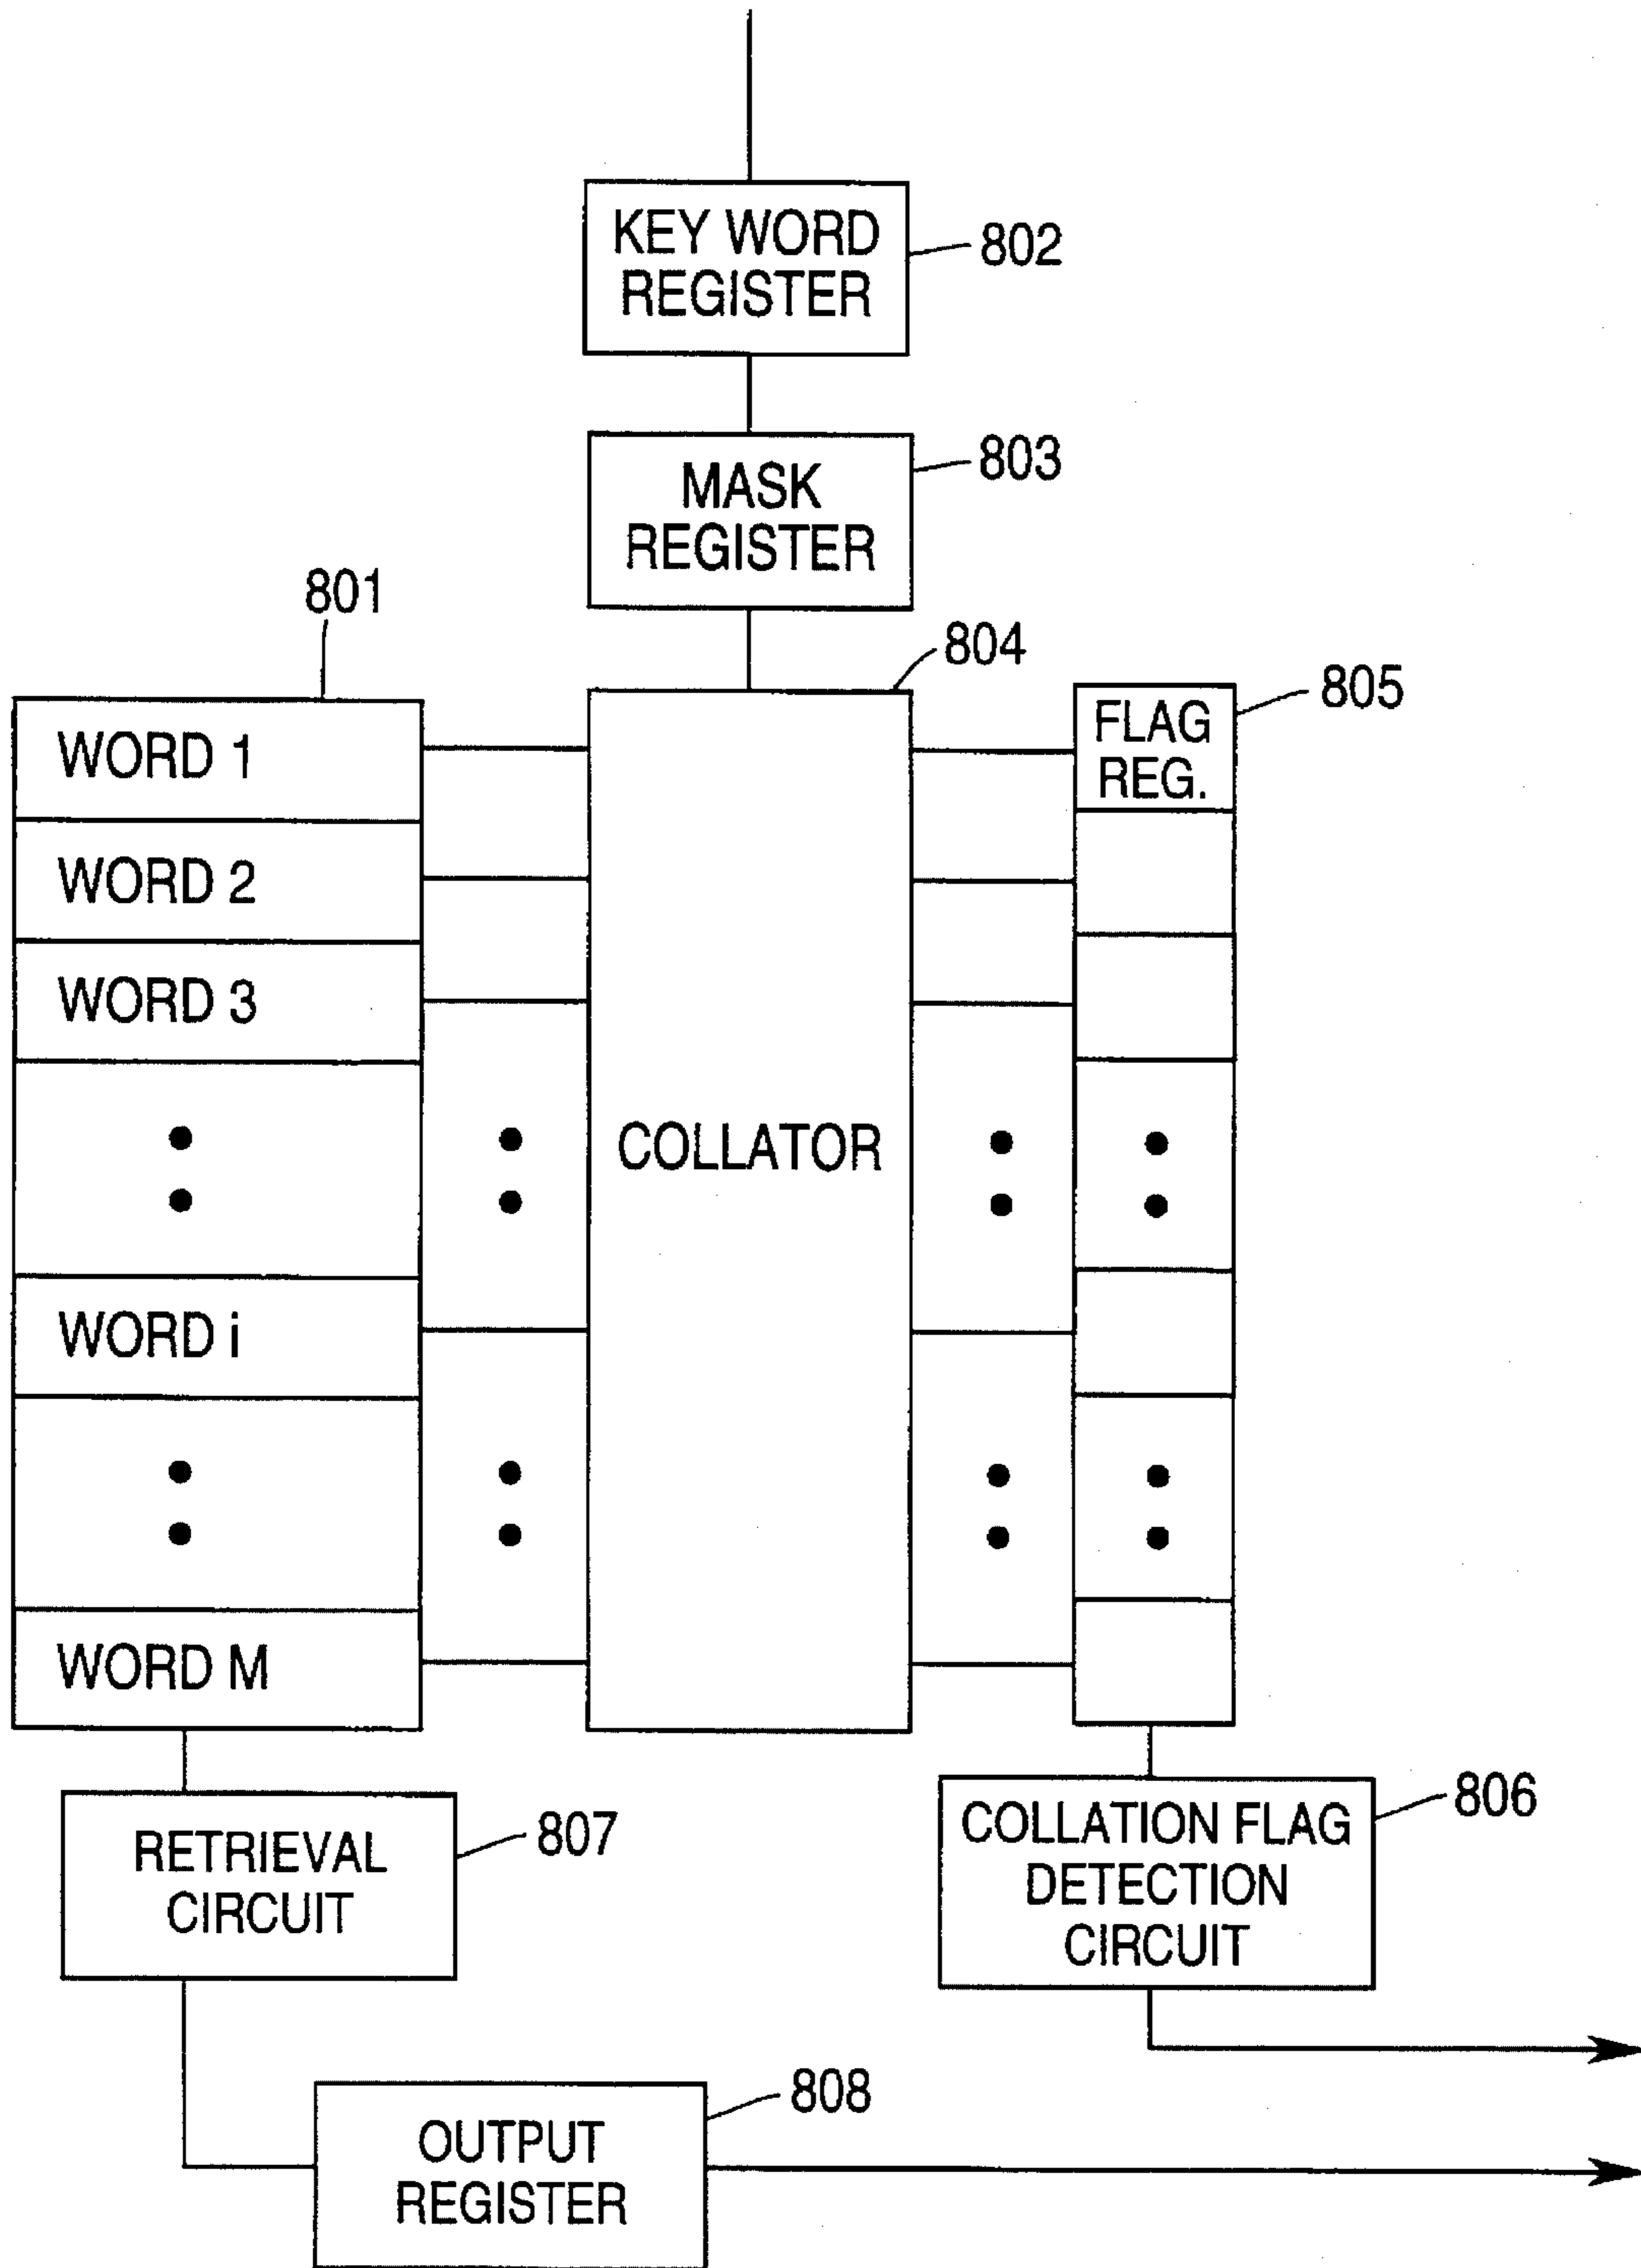 KEY WORD
REGISTER
802
MASK
REGISTER
803
801
804
805
WORD 1
FLAG
REG.
WORD 2
WORD 3
COLLATOR
WORD i
WORD M
RETRIEVAL
CIRCUIT
807
COLLATION FLAG
DETECTION
CIRCUIT
806
OUTPUT
REGISTER
808